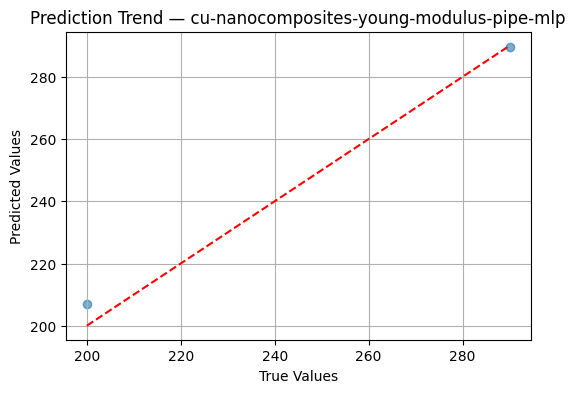 Prediction Trend — cu-nanocomposites-young-modulus-pipe-mlp
280
260
240
220
200
Predicted Values
200 220 240 260 280
True Values